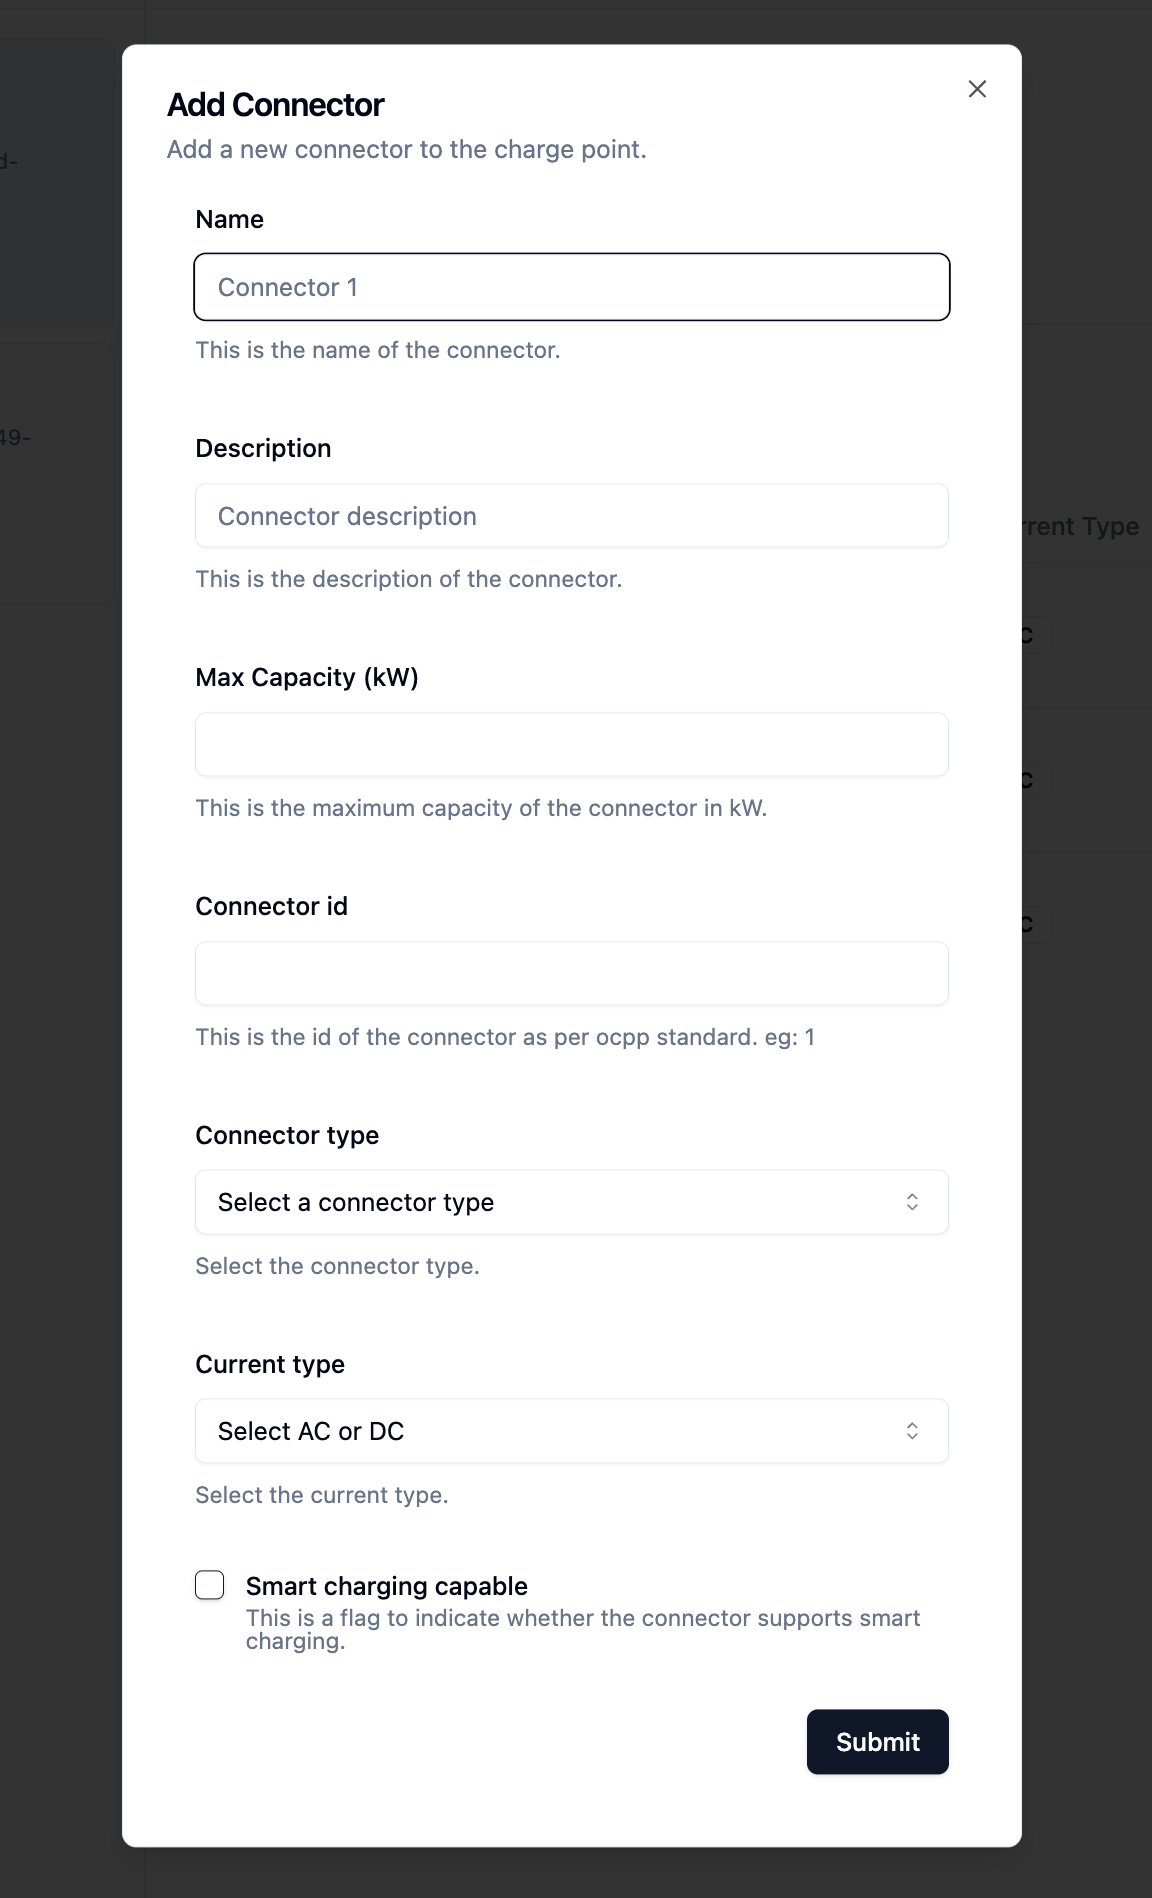 Add Connector
Add a new connector to the charge point.
Name
Connector 1
This is the name of the connector.
Description
Connector description
This is the description of the connector.
Max Capacity (kW)
This is the maximum capacity of the connector in kW.
Connector id
This is the id of the connector as per ocpp standard. eg: 1
Connector type
Select a connector type
Select the connector type.
Current type
Select AC or DC
Select the current type.
Smart charging capable
This is a flag to indicate whether the connector supports smart
charging.
Submit
d-
49-
rrent Type
C
C
C